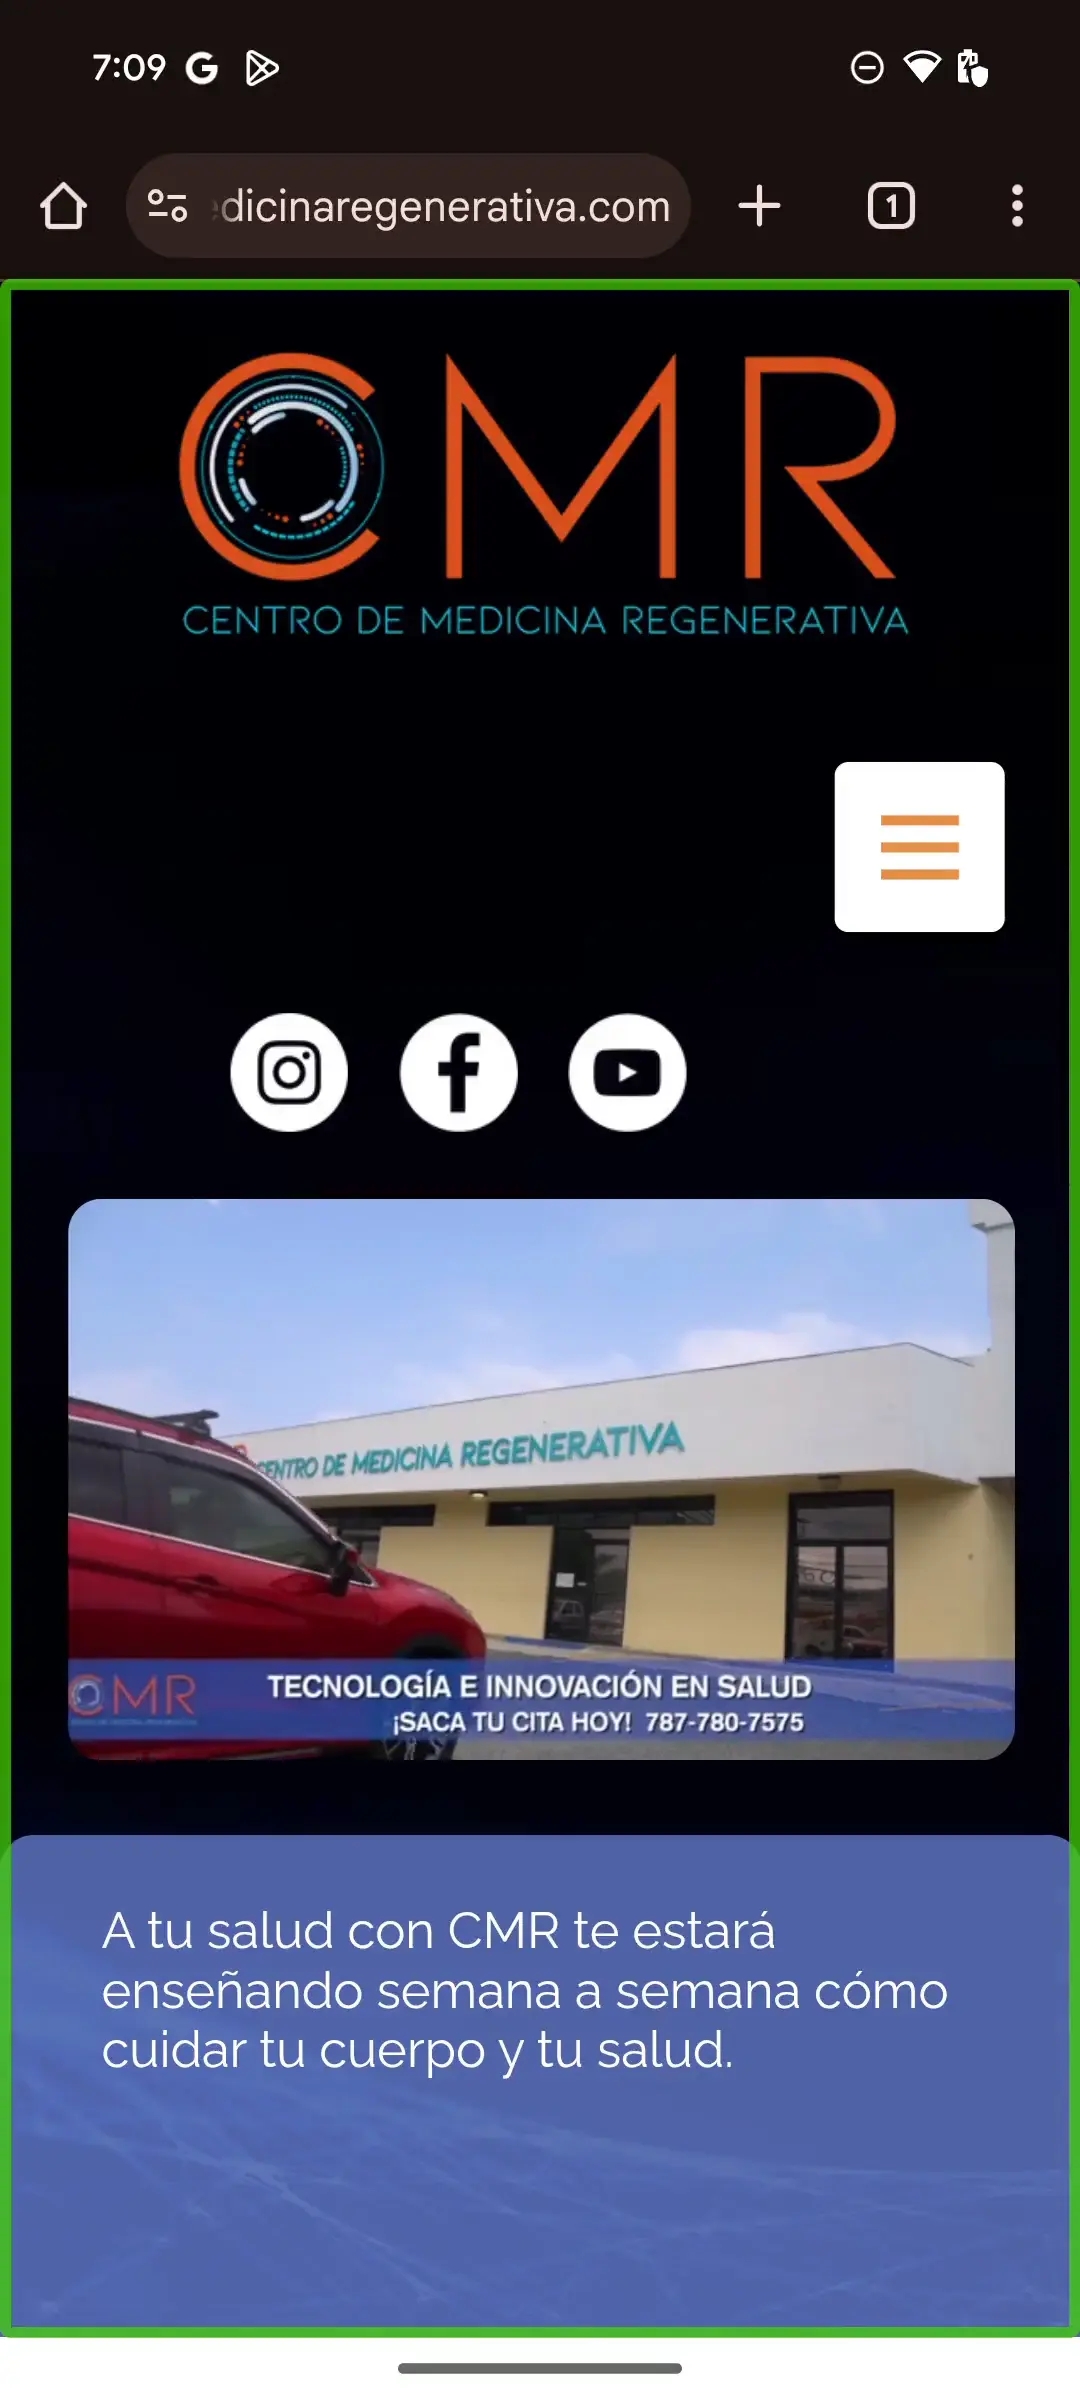 7:09
dicinaregenerativa.com
1
CMR
CENTRO DE MEDICINA REGENERATIVA
CENTRO DE MEDICINA REGENERATIVA
CMR
TECNOLOGÍA E INNOVACIÓN EN SALUD
¡SACA TU CITA HOY! 787-780-7575
A tu salud con CMR te estará
enseñando semana a semana cómo
cuidar tu cuerpo y tu salud.